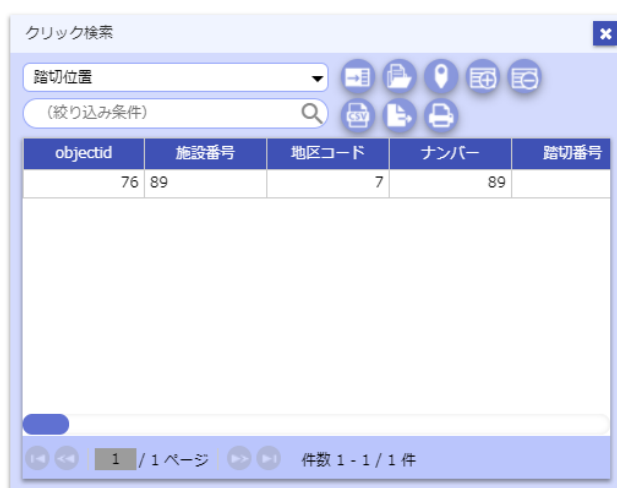 クリック検索
踏切位置
（絞り込み条件）
CSV
objectid 施設番号 地区コード ナンバー 踏切番号
76 89 7 89
1 / 1 ページ 件数 1 - 1 / 1 件